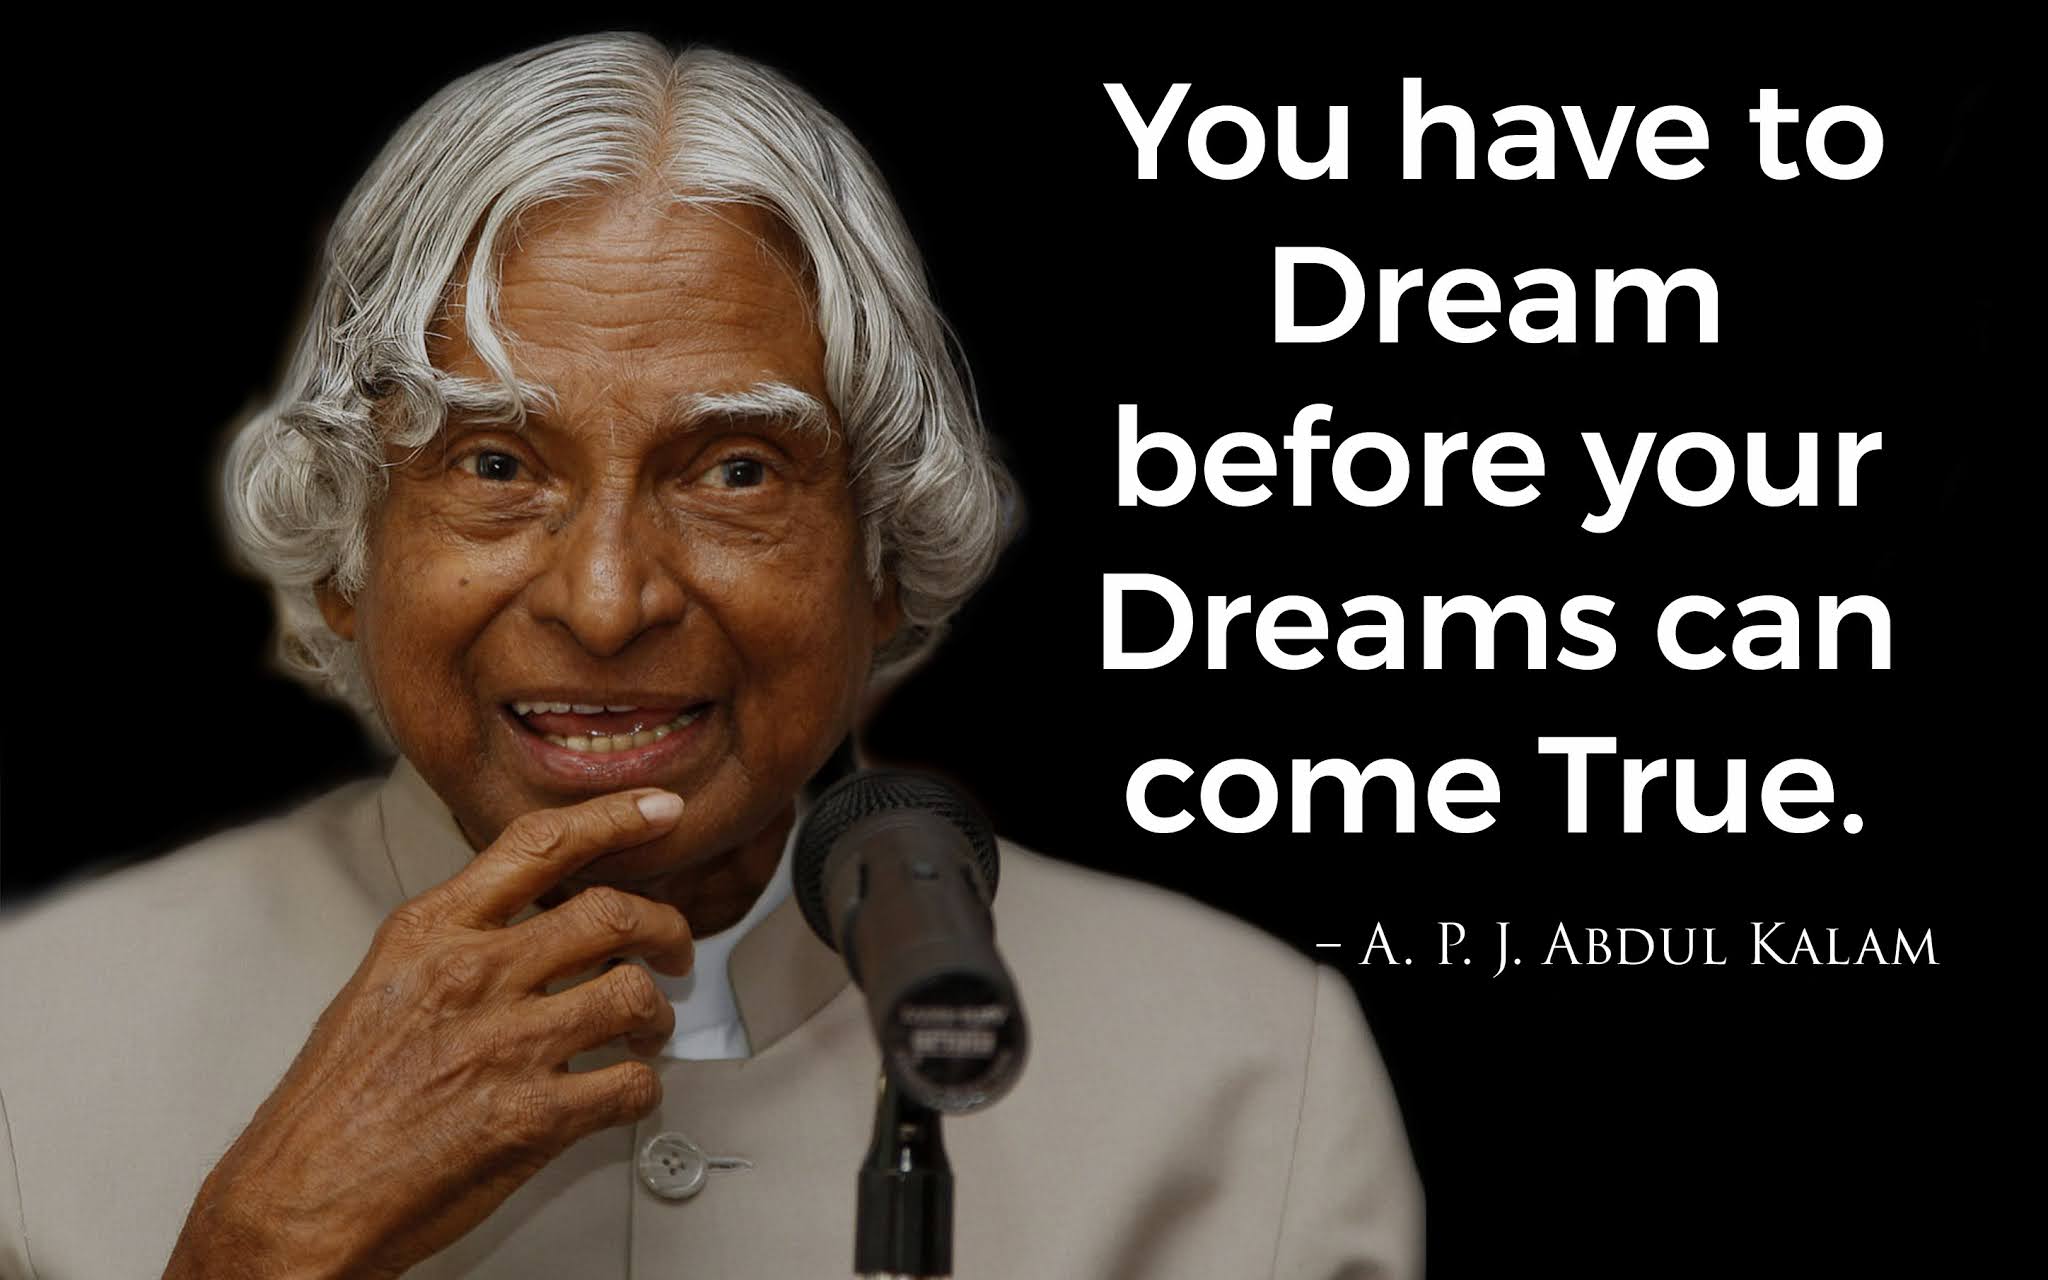 You have to
Dream
before your
Dreams can
come True.
– A. P. J. Abdul Kalam